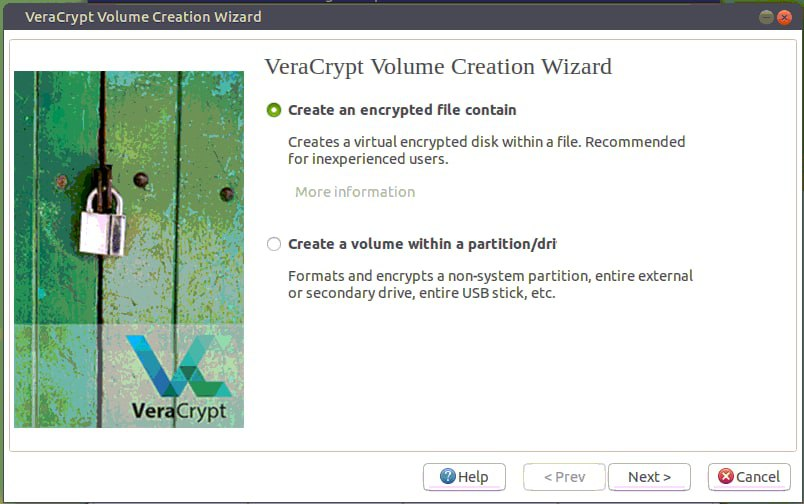 VeraCrypt Volume Creation Wizard
VeraCrypt Volume Creation Wizard
Create an encrypted file contain
Creates a virtual encrypted disk within a file. Recommended
for inexperienced users.
More information
Create a volume within a partition/dri
Formats and encrypts a non-system partition, entire external
or secondary drive, entire USB stick, etc.
VeraCrypt
Help
< Prev
Next >
Cancel